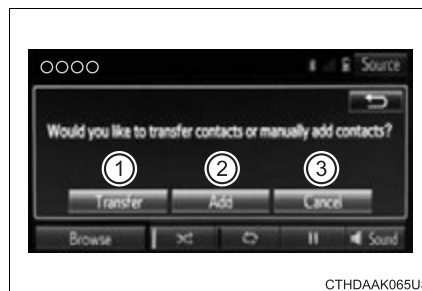 ○○○○ Source
Would you like to transfer contacts or manually add contacts?
1 2 3
Transfer Add Cancel
Browse Sound
CTHDAAK065US